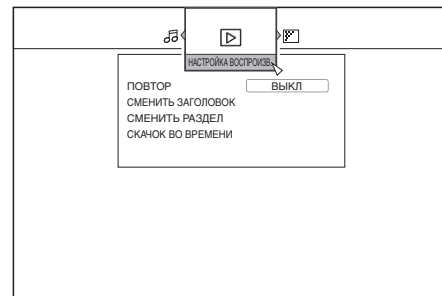 НАСТРОЙКА ВОСПРОИЗВ.
ПОВТОР ВЫКЛ
СМЕНИТЬ ЗАГОЛОВОК
СМЕНИТЬ РАЗДЕЛ
СКАЧОК ВО ВРЕМЕНИ